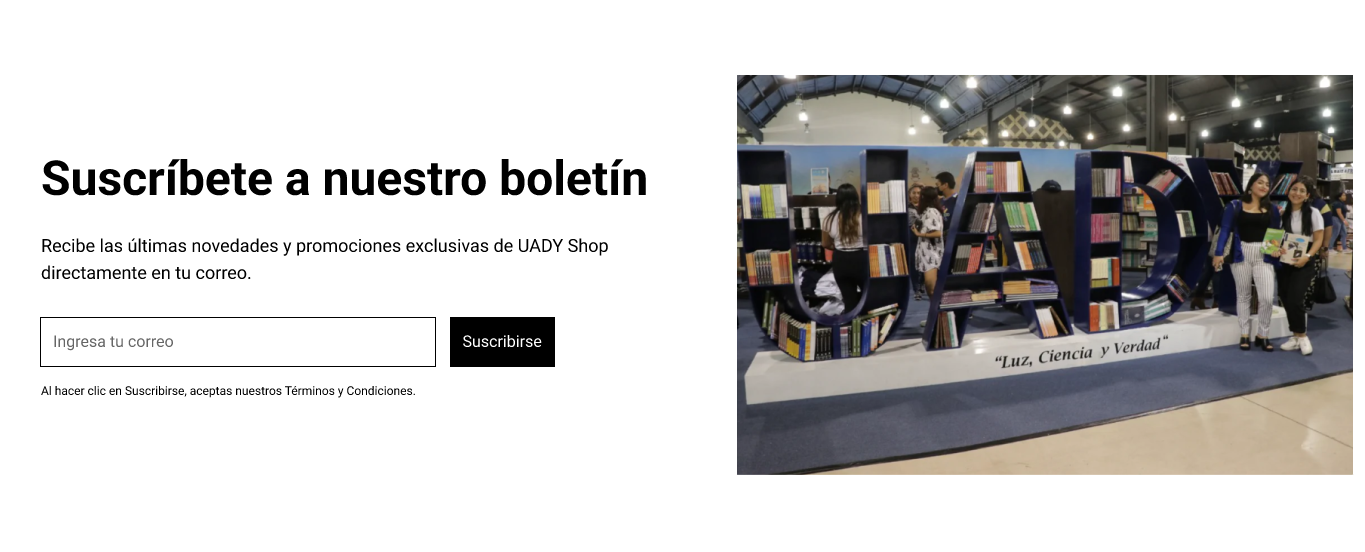 Suscríbete a nuestro boletín
Recibe las últimas novedades y promociones exclusivas de UADY Shop
directamente en tu correo.
Ingresa tu correo
Suscribirse
Al hacer clic en Suscribirse, aceptas nuestros Términos y Condiciones.
UADY
“Luz, Ciencia y Verdad”